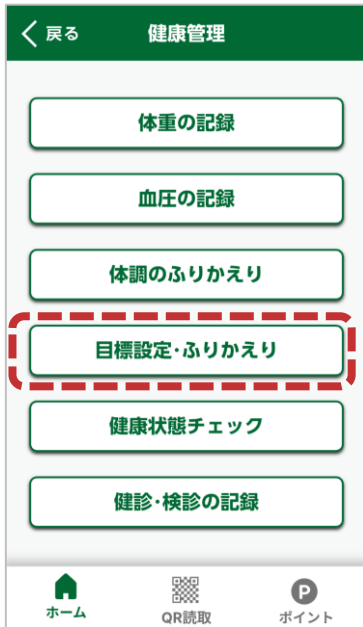 戻る 健康管理
体重の記録
血圧の記録
体調のふりかえり
目標設定・ふりかえり
健康状態チェック
健診・検診の記録
P
ホーム QR読取 ポイント